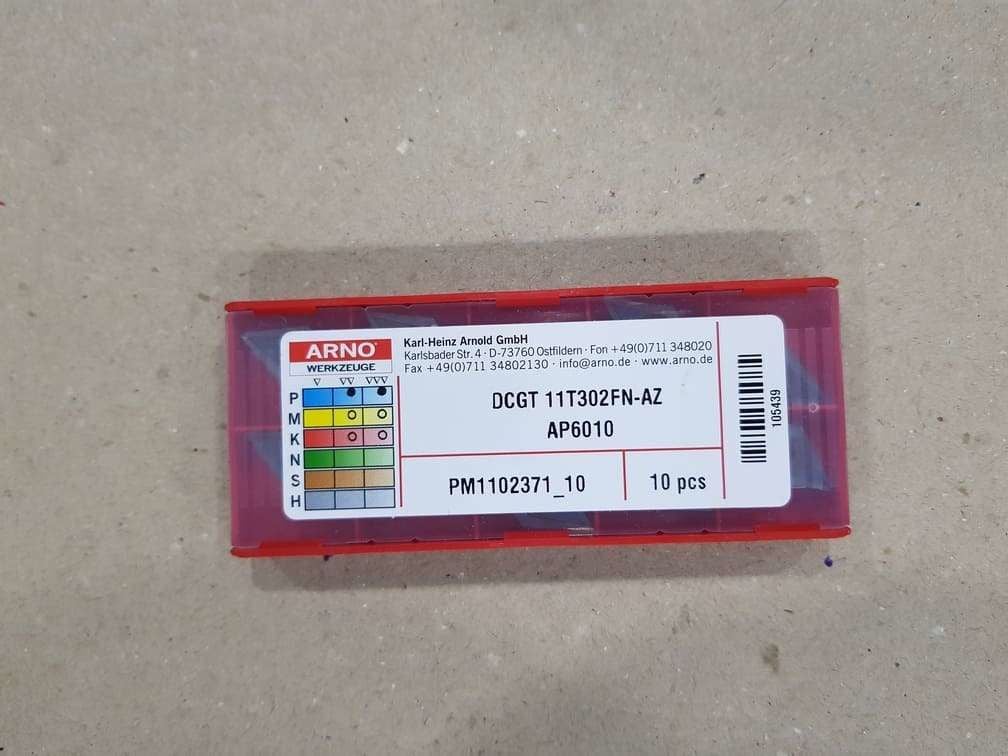 ARNO®
WERKZEUGE
Karl-Heinz Arnold GmbH
Karlsbader Str. 4 · D-73760 Ostfildern · Fon +49(0)711 348020
Fax +49(0)711 34802130 · info@arno.de · www.arno.de
P
M
K
N
S
H
DCGT 11T302FN-AZ
AP6010
PM1102371_10
10 pcs
105439